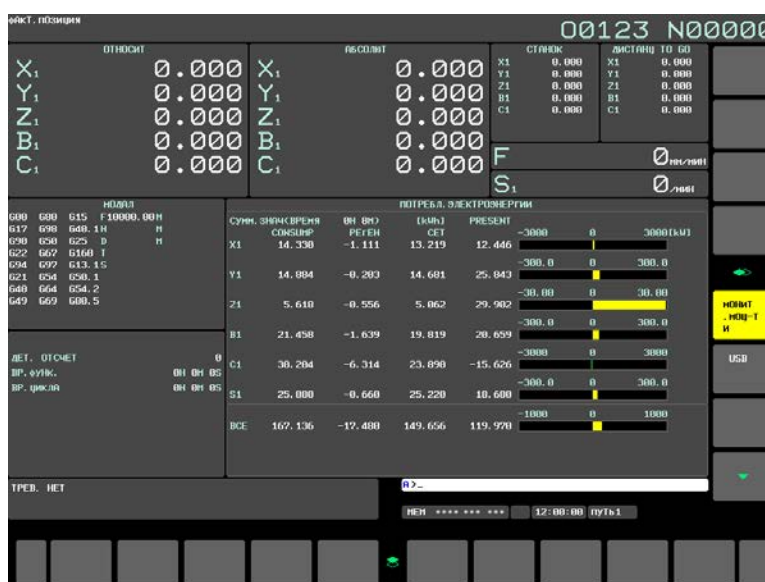 ФАКТ. ПОЗИЦИЯ
O0123 N00000
ОТНОСИТ
X1 0.000
Y1 0.000
Z1 0.000
B1 0.000
C1 0.000
АБСОЛЮТ
X1 0.000
Y1 0.000
Z1 0.000
B1 0.000
C1 0.000
СТАНОК
X1 0.000
Y1 0.000
Z1 0.000
B1 0.000
C1 0.000
ДИСТАНЦ TO GO
X1 0.000
Y1 0.000
Z1 0.000
B1 0.000
C1 0.000
F 0 ММ/МИН
S1 0 /МИН
МОДАЛ
G00 G80 G15 F10000.00M
G17 G98 G40.1H M
G90 G50 G25 D M
G22 G67 G160 T
G94 G97 G13.1S
G21 G54 G50.1
G40 G64 G54.2
G49 G69 G80.5
ДЕТ. ОТСЧЕТ 0
ВР.ФУНК. 0H 0M 0S
ВР.ЦИКЛА 0H 0M 0S
ПОТРЕБЛ. ЭЛЕКТРОЭНЕРГИИ
СУММ.ЗНАЧ<ВРЕМЯ 0H 0M> [kWh] PRESENT
CONSUMP РЕГЕН СЕТ
-3000 0 3000[kW]
X1 14.330 -1.111 13.219 12.446
-300.0 0 300.0
Y1 14.884 -0.203 14.681 25.843
-30.00 0 30.00
Z1 5.618 -0.556 5.062 29.902
-300.0 0 300.0
B1 21.458 -1.639 19.819 20.659
-3000 0 3000
C1 30.204 -6.314 23.890 -15.626
-300.0 0 300.0
S1 25.880 -0.660 25.220 18.600
-1000 0 1000
ВСЕ 167.136 -17.480 149.656 119.970
МОНИТ
.МОЩ-Т
И
USB
ТРЕВ. НЕТ
A>_
MEM **** *** ***
12:00:00
ПУТЬ1